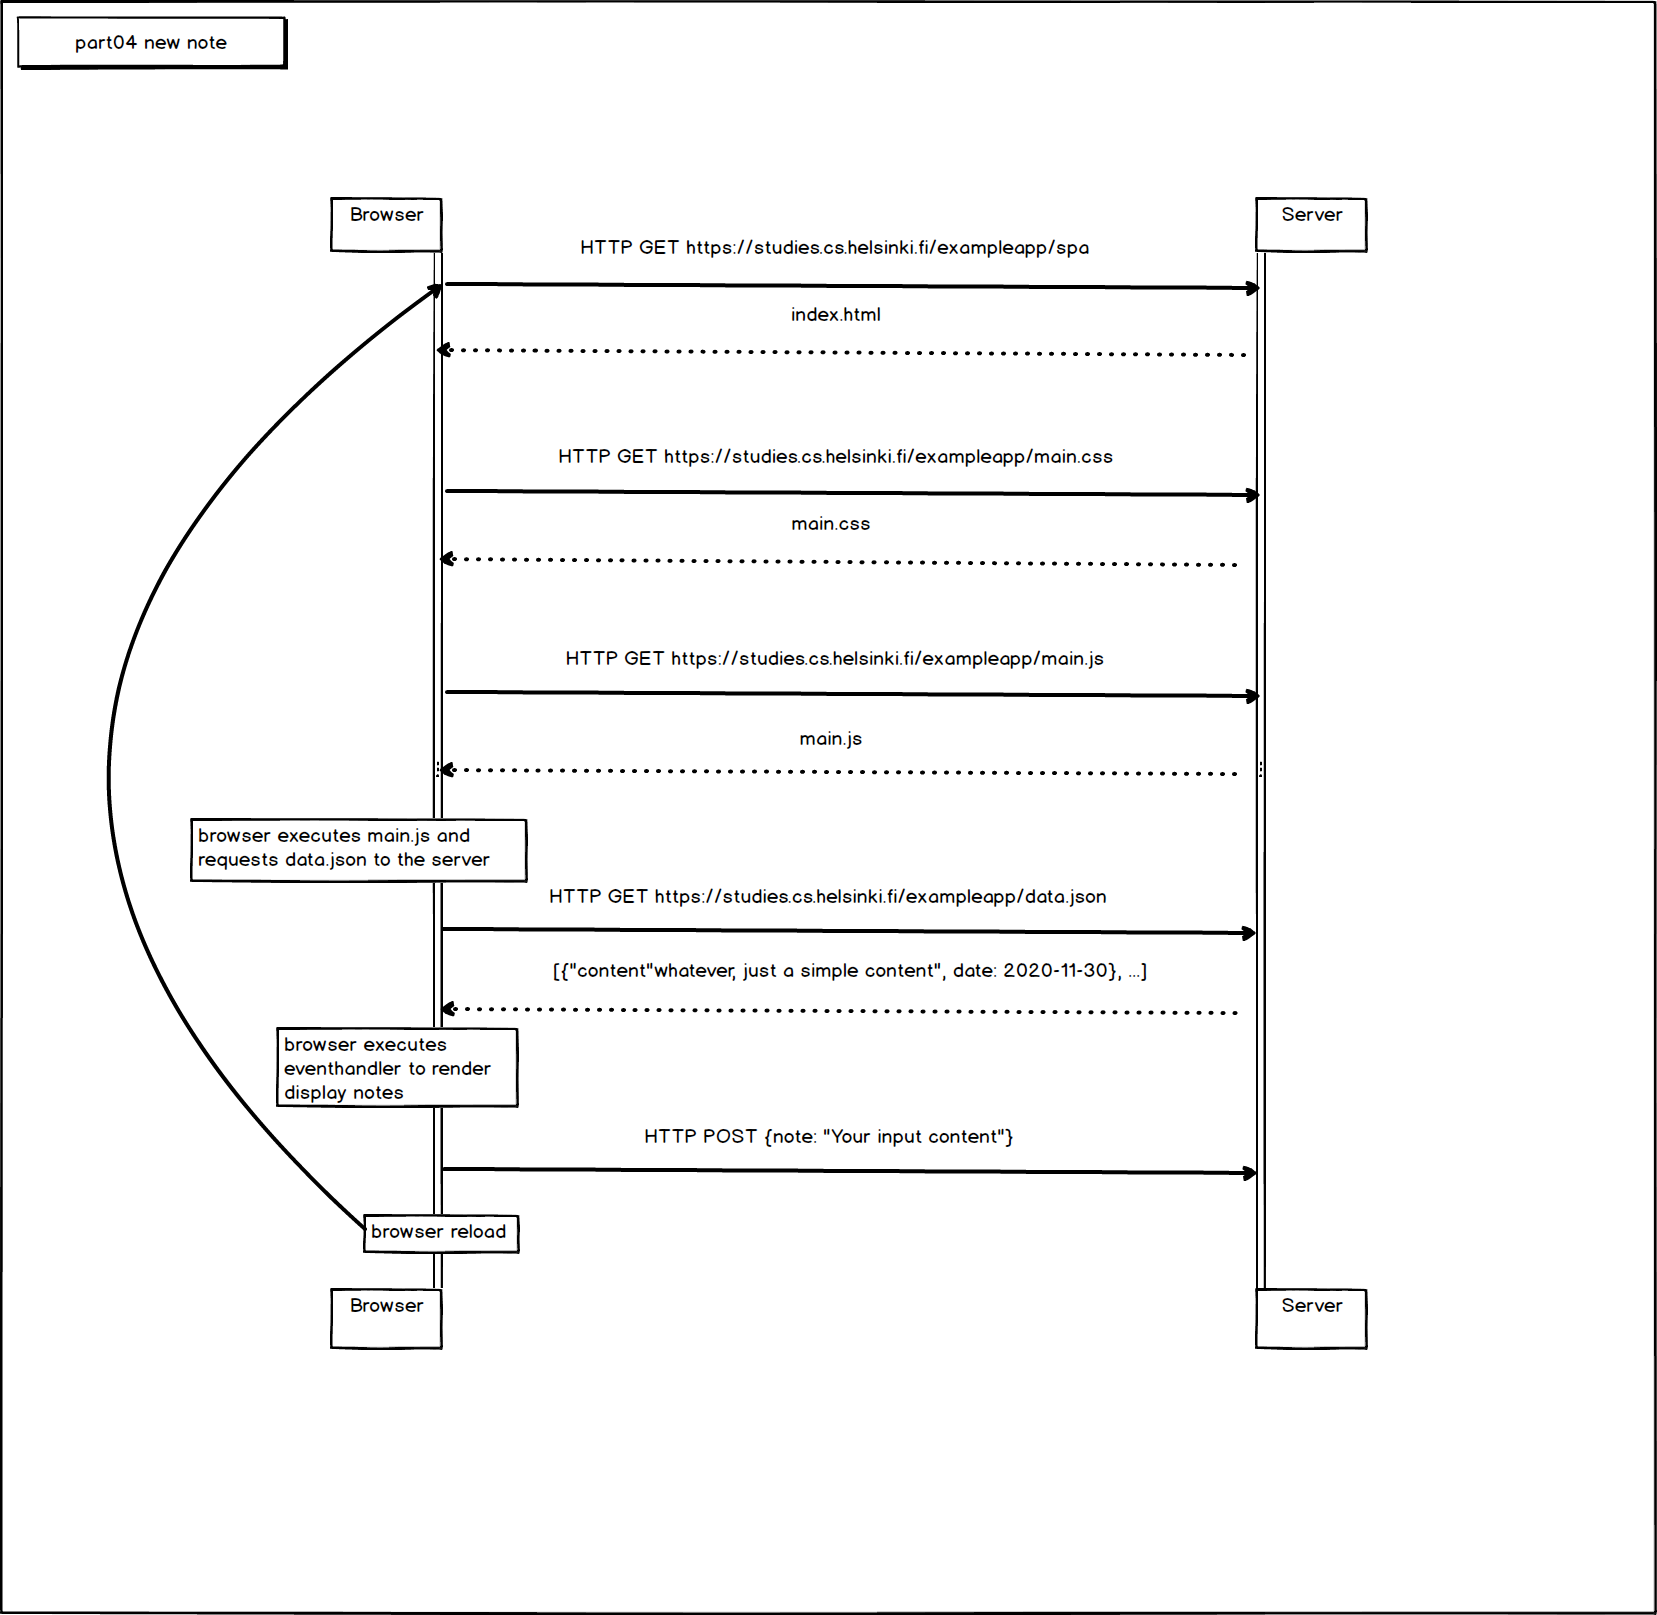 part04 new note
Browser
Server
HTTP GET https://studies.cs.helsinki.fi/exampleapp/spa
index.html
HTTP GET https://studies.cs.helsinki.fi/exampleapp/main.css
main.css
HTTP GET https://studies.cs.helsinki.fi/exampleapp/main.js
main.js
browser executes main.js and
requests data.json to the server
HTTP GET https://studies.cs.helsinki.fi/exampleapp/data.json
[{"content"whatever, just a simple content", date: 2020-11-30}, ...]
browser executes
eventhandler to render
display notes
HTTP POST {note: "Your input content"}
browser reload
Browser
Server